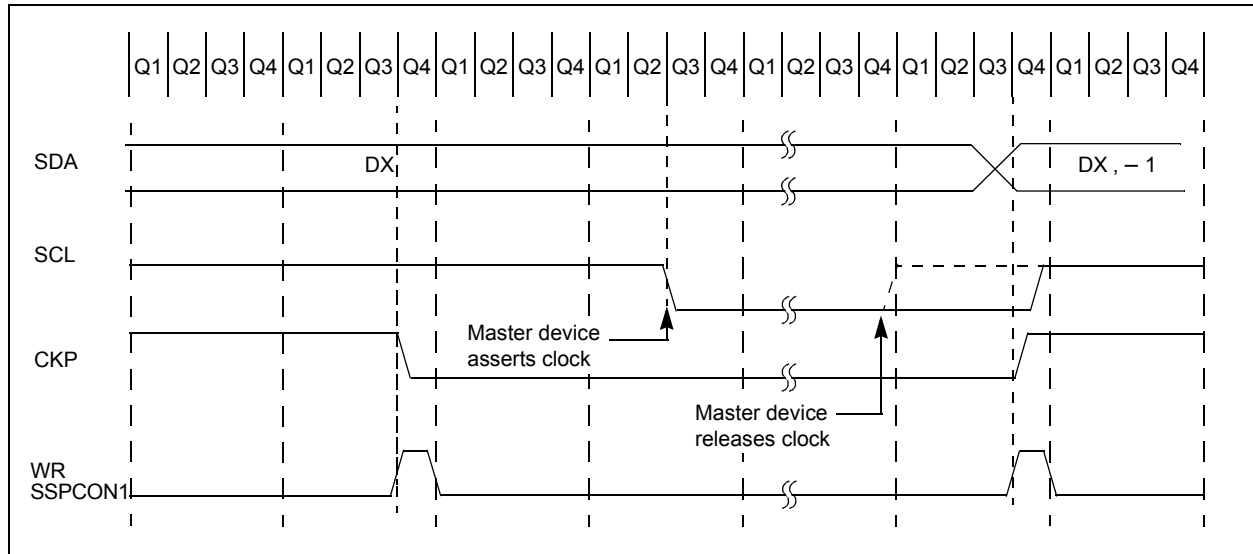 Q1 Q2 Q3 Q4 Q1 Q2 Q3 Q4 Q1 Q2 Q3 Q4 Q1 Q2 Q3 Q4 Q1 Q2 Q3 Q4 Q1 Q2 Q3 Q4 Q1 Q2 Q3 Q4
SDA
DX
DX , – 1
SCL
Master device
asserts clock
CKP
Master device
releases clock
WR
SSPCON1